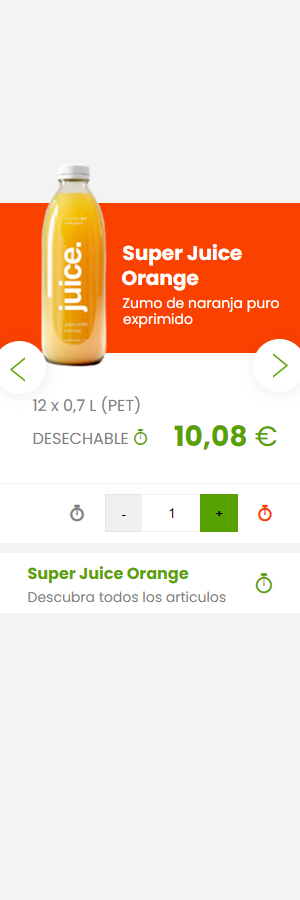 juice.
Super Juice
Orange
Zumo de naranja puro
exprimido
12 x 0,7 L (PET)
DESECHABLE
10,08 €
- 1 +
Super Juice Orange
Descubra todos los articulos